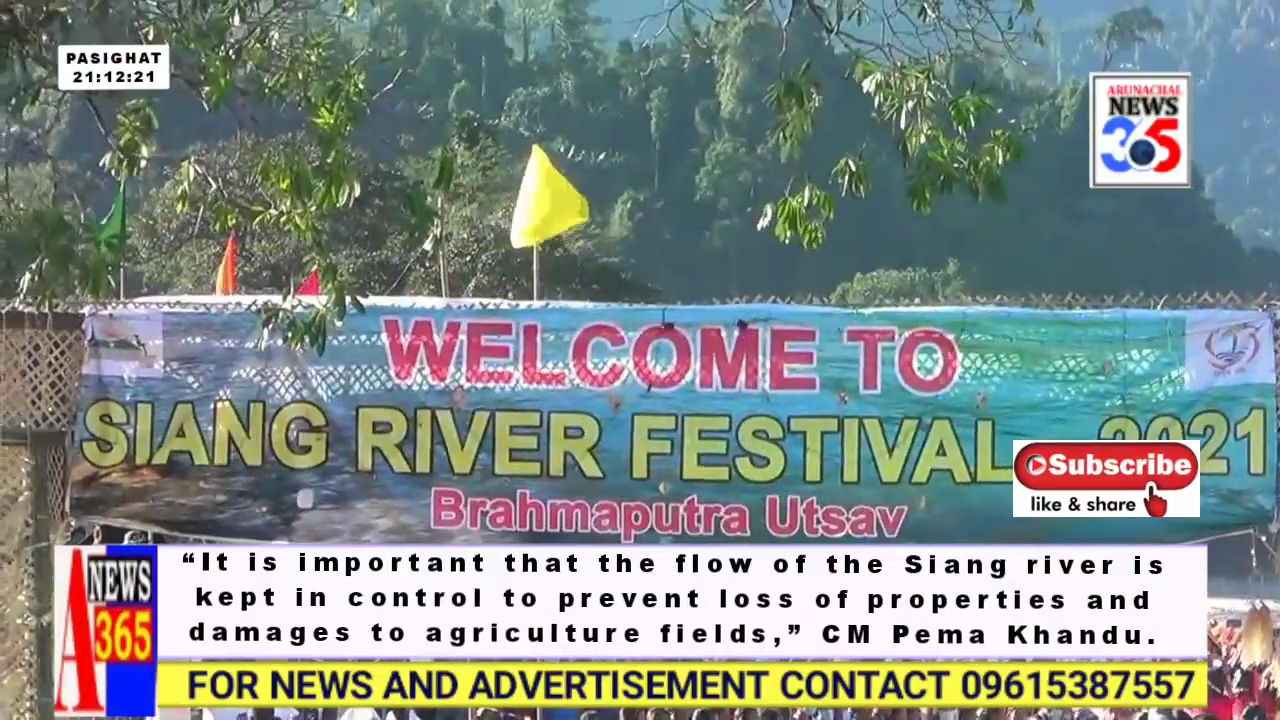 PASIGHAT
21:12:21
ARUNACHAL
NEWS
365
WELCOME TO
SIANG RIVER FESTIVAL 2021
Brahmaputra Utsav
Subscribe
like & share
A NEWS
365
“It is important that the flow of the Siang river is
kept in control to prevent loss of properties and
damages to agriculture fields,” CM Pema Khandu.
FOR NEWS AND ADVERTISEMENT CONTACT 09615387557